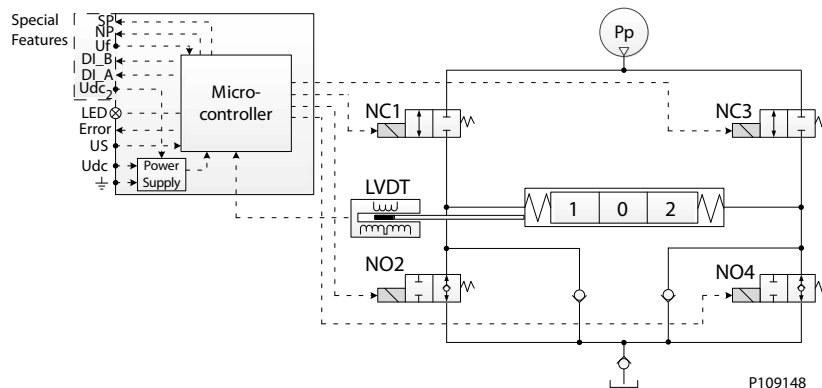 Special
Features
SP
NP
Uf
DI_B
DI_A
Udc2
LED
Error
US
Udc
Micro-
controller
Power
Supply
Pp
NC1
NC3
LVDT
1 0 2
NO2
NO4
P109148